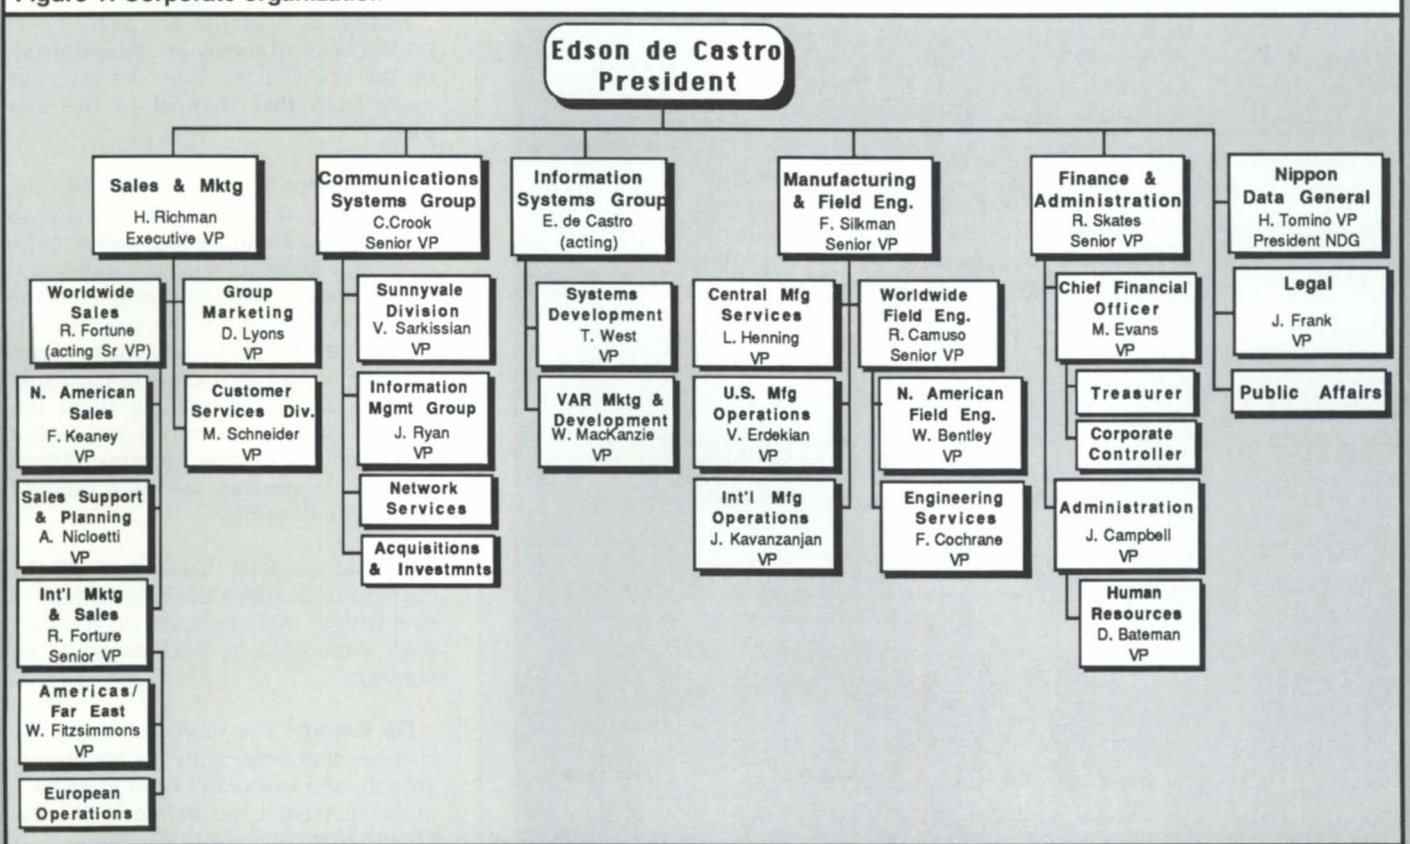 Figure 1. Corporate organization
Edson de Castro
President
Sales & Mktg
H. Richman
Executive VP
Communications
Systems Group
C.Crook
Senior VP
Information
Systems Group
E. de Castro
(acting)
Manufacturing
& Field Eng.
F. Silkman
Senior VP
Finance &
Administration
R. Skates
Senior VP
Nippon
Data General
H. Tomino VP
President NDG
Worldwide
Sales
R. Fortune
(acting Sr VP)
Group
Marketing
D. Lyons
VP
Sunnyvale
Division
V. Sarkissian
VP
Systems
Development
T. West
VP
Central Mfg
Services
L. Henning
VP
Worldwide
Field Eng.
R. Camuso
Senior VP
Chief Financial
Officer
M. Evans
VP
Legal
J. Frank
VP
N. American
Sales
F. Keaney
VP
Customer
Services Div.
M. Schneider
VP
Information
Mgmt Group
J. Ryan
VP
VAR Mktg &
Development
W. MacKanzie
VP
U.S. Mfg
Operations
V. Erdekian
VP
N. American
Field Eng.
W. Bentley
VP
Treasurer
Corporate
Controller
Public Affairs
Sales Support
& Planning
A. Nicloetti
VP
Network
Services
Acquisitions
& Investmnts
Int'l Mfg
Operations
J. Kavanzanjan
VP
Engineering
Services
F. Cochrane
VP
Administration
J. Campbell
VP
Int'l Mktg
& Sales
R. Forture
Senior VP
Human
Resources
D. Bateman
VP
Americas/
Far East
W. Fitzsimmons
VP
European
Operations